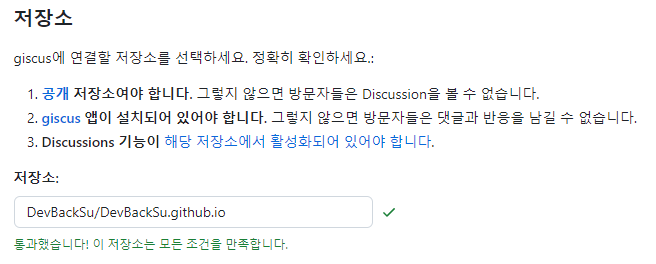 저장소
giscus에 연결할 저장소를 선택하세요. 정확히 확인하세요.:
1. 공개 저장소여야 합니다. 그렇지 않으면 방문자들은 Discussion을 볼 수 없습니다.
2. giscus 앱이 설치되어 있어야 합니다. 그렇지 않으면 방문자들은 댓글과 반응을 남길 수 없습니다.
3. Discussions 기능이 해당 저장소에서 활성화되어 있어야 합니다.
저장소:
DevBackSu/DevBackSu.github.io
통과했습니다! 이 저장소는 모든 조건을 만족합니다.